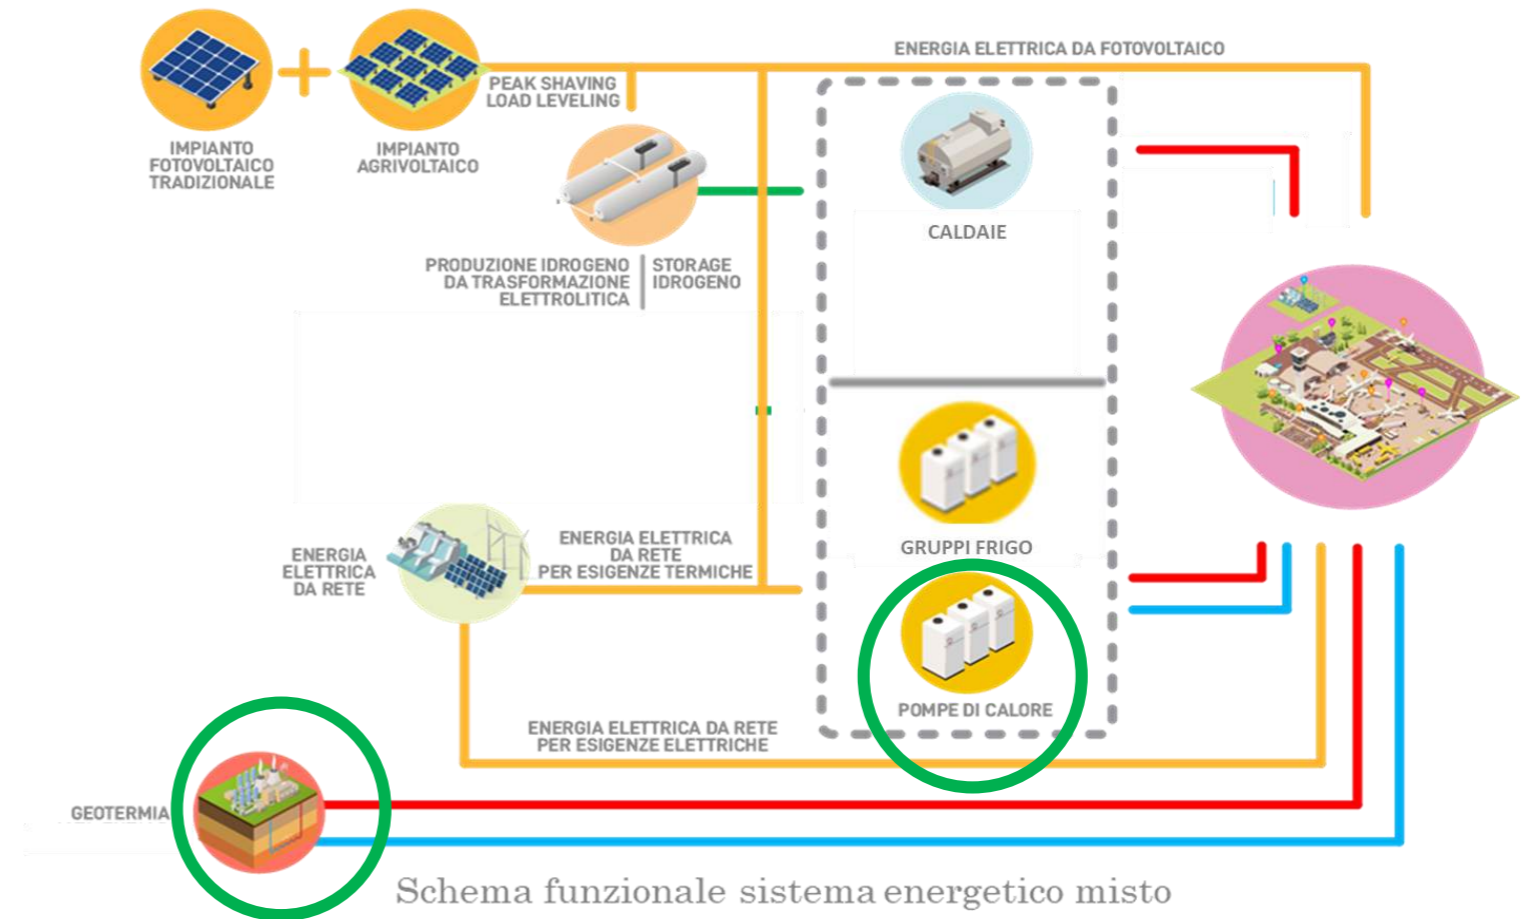 ENERGIA ELETTRICA DA FOTOVOLTAICO
PEAK SHAVING
LOAD LEVELING
IMPIANTO
FOTOVOLTAICO
TRADIZIONALE
IMPIANTO
AGRIVOLTAICO
CALDAIE
PRODUZIONE IDROGENO
DA TRASFORMAZIONE
ELETTROLITICA
STORAGE
IDROGENO
ENERGIA
ELETTRICA
DA RETE
ENERGIA ELETTRICA
DA RETE
PER ESIGENZE TERMICHE
GRUPPI FRIGO
POMPE DI CALORE
ENERGIA ELETTRICA DA RETE
PER ESIGENZE ELETTRICHE
GEOTERMIA
Schema funzionale sistema energetico misto